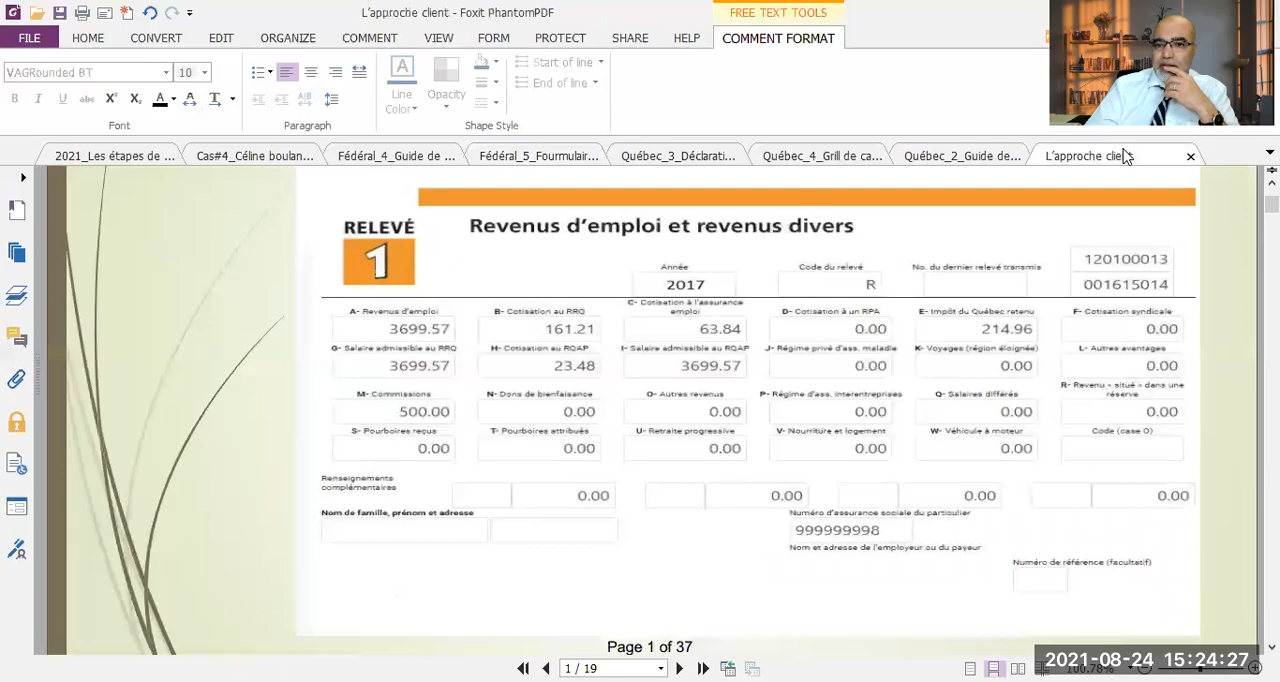 L'approche client - Foxit PhantomPDF
FREE TEXT TOOLS
FILE HOME CONVERT EDIT ORGANIZE COMMENT VIEW FORM PROTECT SHARE HELP COMMENT FORMAT
VAGRounded BT 10
Start of line
End of line
B I U abc X² X₂ A T
Line Color
Opacity
Font Paragraph Shape Style
2021_Les étapes de ... Cas#4_Céline boulan... Fédéral_4_Guide de ... Fédéral_5_Fourmulair... Québec_3_Déclarati... Québec_4_Grill de ca... Québec_2_Guide de... L'approche client
RELEVÉ
1
Revenus d'emploi et revenus divers
Année Code du relevé No. du dernier relevé transmis
2017 R
120100013
001615014
A- Revenus d'emploi B- Cotisation au RRQ C- Cotisation à l'assurance emploi D- Cotisation à un RPA E- Impôt du Québec retenu F- Cotisation syndicale
3699.57 161.21 63.84 0.00 214.96 0.00
G- Salaire admissible au RRQ H- Cotisation au RQAP I- Salaire admissible au RQAP J- Régime privé d'ass. maladie K- Voyages (région éloignée) L- Autres avantages
3699.57 23.48 3699.57 0.00 0.00 0.00
M- Commissions N- Dons de bienfaisance O- Autres revenus P- Régime d'ass. interentreprises Q- Salaires différés R- Revenu « situé » dans une réserve
500.00 0.00 0.00 0.00 0.00 0.00
S- Pourboires reçus T- Pourboires attribués U- Retraite progressive V- Nourriture et logement W- Véhicule à moteur Code (case O)
0.00 0.00 0.00 0.00 0.00
Renseignements complémentaires
0.00 0.00 0.00 0.00
Nom de famille, prénom et adresse
Numéro d'assurance sociale du particulier
999999998
Nom et adresse de l'employeur ou du payeur
Numéro de référence (facultatif)
Page 1 of 37
1 / 19
2021-08-24 15:24:27